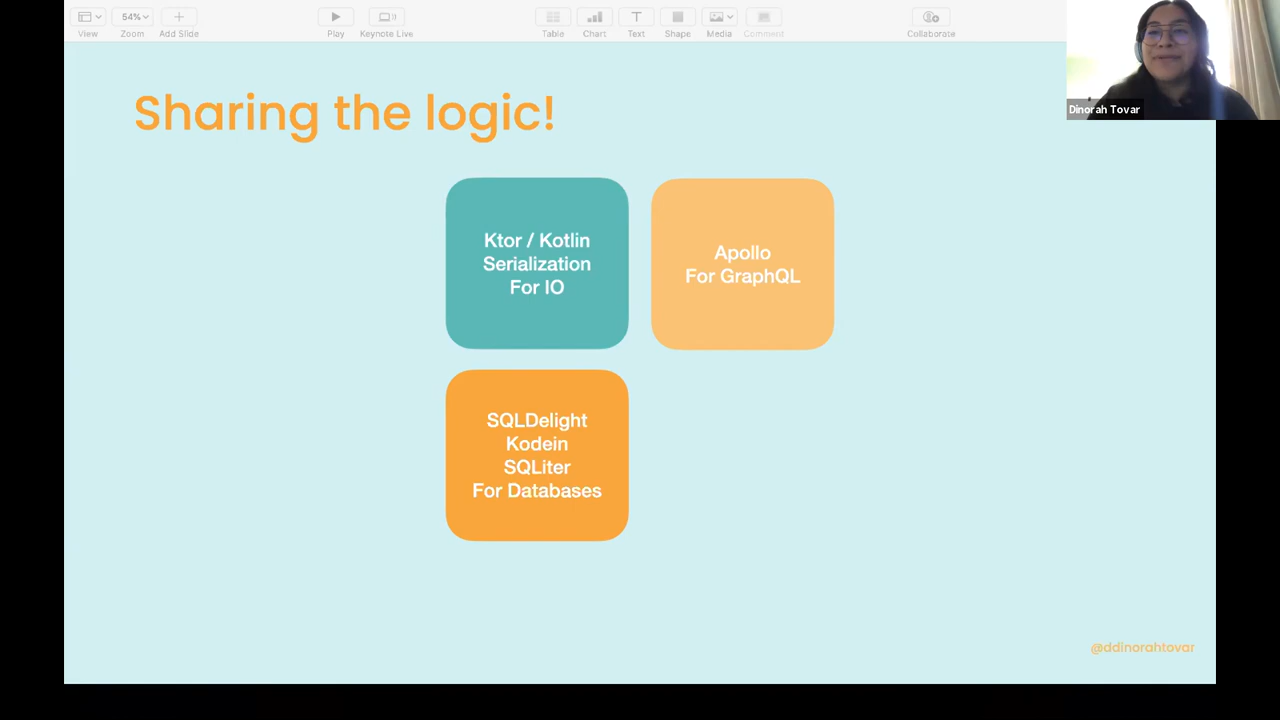 View
54%
Zoom
Add Slide
Play
Keynote Live
Table
Chart
Text
Shape
Media
Comment
Collaborate
Dinorah Tovar
Sharing the logic!
Ktor / Kotlin
Serialization
For IO
Apollo
For GraphQL
SQLDelight
Kodein
SQLiter
For Databases
@ddinorahtovar